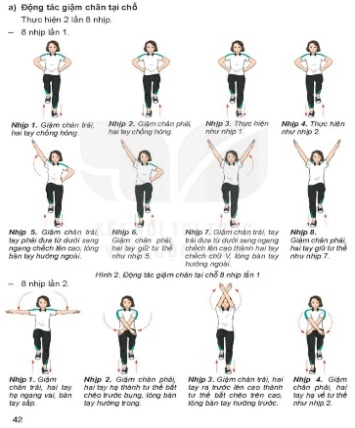 a) Động tác giậm chân tại chỗ
Thực hiện 2 lần 8 nhịp.
– 8 nhịp lần 1.
Nhịp 1. Giậm chân trái,
hai tay chống hông.
Nhịp 2. Giậm chân phải,
hai tay chống hông.
Nhịp 3. Thực hiện
như nhịp 1.
Nhịp 4. Thực hiện
như nhịp 2.
Nhịp 5. Giậm chân trái,
tay phải đưa từ dưới sang
ngang chếch lên cao, lòng
bàn tay hướng ngoài.
Nhịp 6.
Giậm chân phải,
hai tay giữ tư thế
như nhịp 5.
Nhịp 7. Giậm chân trái, tay
trái đưa từ dưới sang ngang
chếch lên cao thành hai tay
chếch chữ V, lòng bàn tay
hướng ngoài.
Nhịp 8.
Giậm chân phải,
hai tay giữ tư thế
như nhịp 7.
Hình 2. Động tác giậm chân tại chỗ 8 nhịp lần 1
– 8 nhịp lần 2.
Nhịp 1. Giậm
chân trái, hai tay
hạ ngang vai, bàn
tay sấp.
Nhịp 2. Giậm chân phải,
hai tay hạ thành tư thế bắt
chéo trước bụng, lòng bàn
tay hướng trong.
Nhịp 3. Giậm chân trái, hai
tay ra trước lên cao thành
tư thế bắt chéo trên cao,
lòng bàn tay hướng trước.
Nhịp 4. Giậm
chân phải, hai
tay hạ về tư thế
như nhịp 2.
42